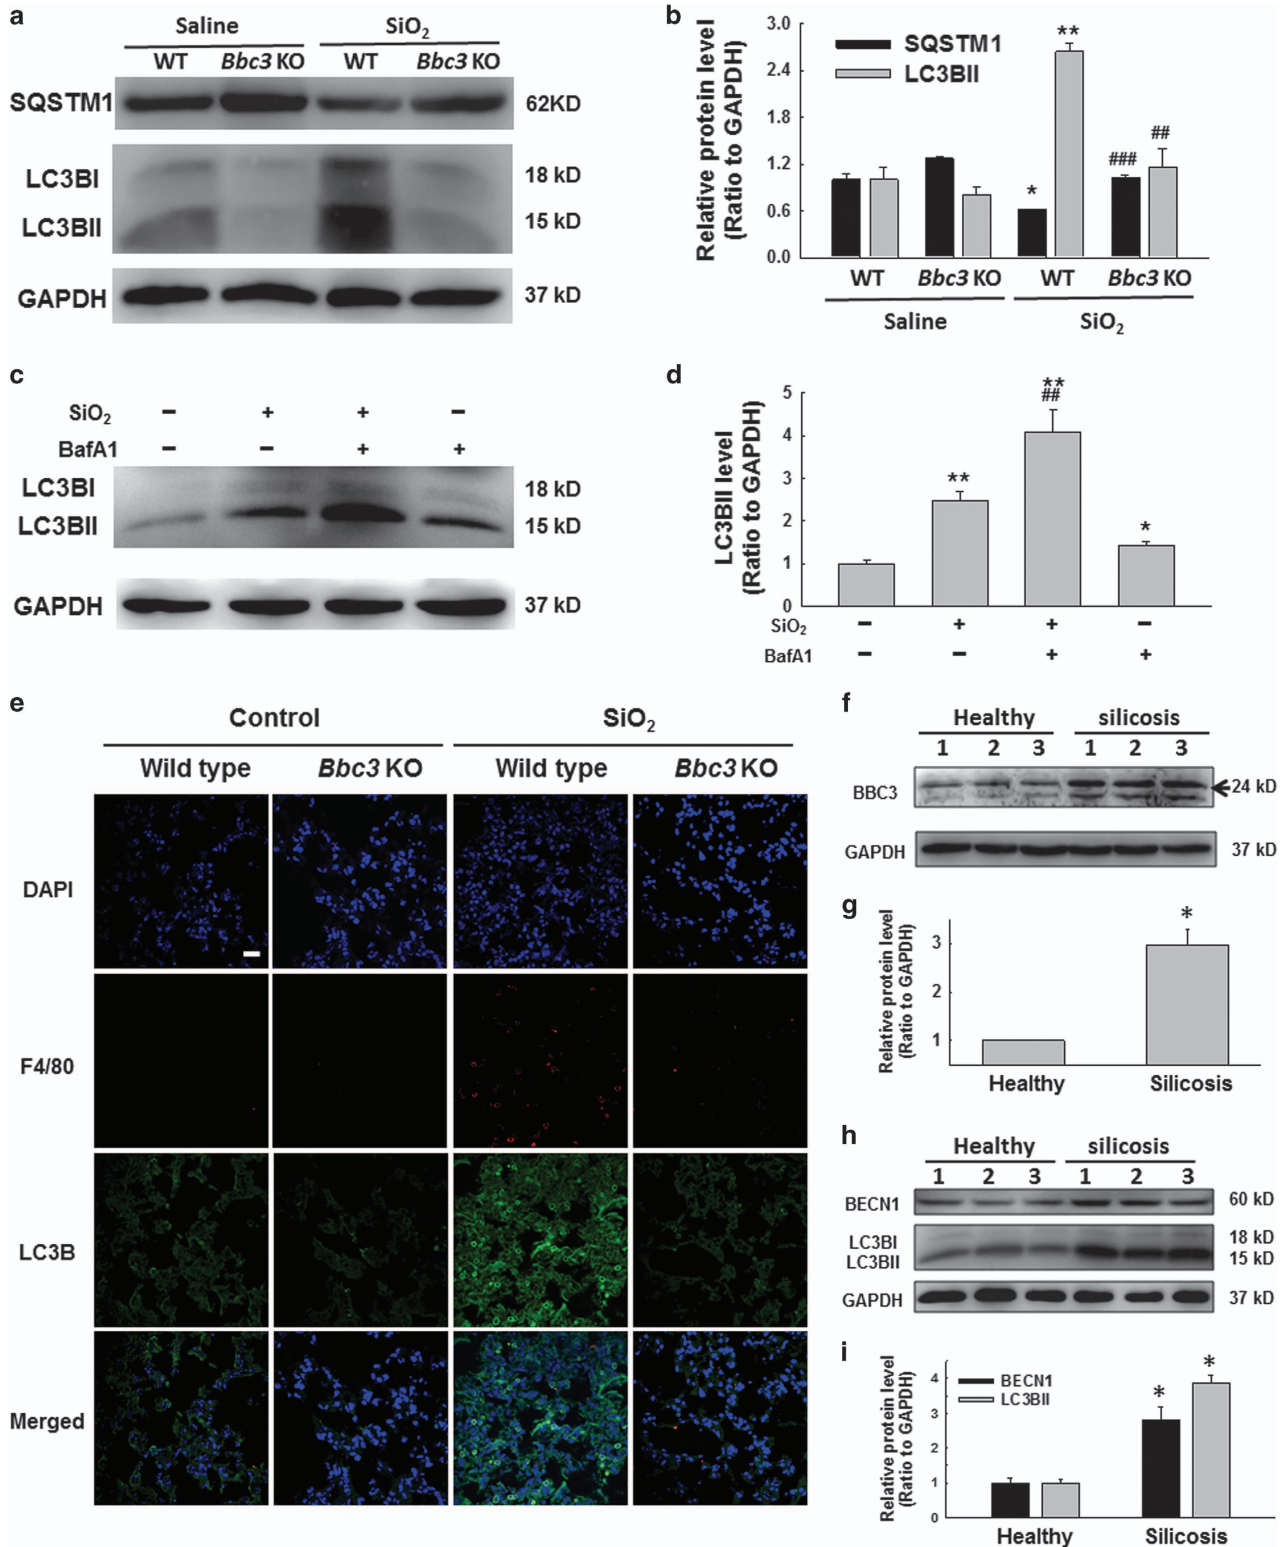 a
Saline SiO2
WT Bbc3 KO WT Bbc3 KO
SQSTM1 62KD
LC3BI 18 kD
LC3BII 15 kD
GAPDH 37 kD
b
Relative protein level
(Ratio to GAPDH)
3.0
2.4
1.8
1.2
0.6
0.0
SQSTM1
LC3BII
*
**
###
##
WT Bbc3 KO WT Bbc3 KO
Saline SiO2
c
SiO2 − + + −
BafA1 − − + +
LC3BI 18 kD
LC3BII 15 kD
GAPDH 37 kD
d
LC3BII level
(Ratio to GAPDH)
5
4
3
2
1
0
**
**
##
*
SiO2 − + + −
BafA1 − − + +
e
Control SiO2
Wild type Bbc3 KO Wild type Bbc3 KO
DAPI
F4/80
LC3B
Merged
f
Healthy silicosis
1 2 3 1 2 3
BBC3 24 kD
GAPDH 37 kD
g
Relative protein level
(Ratio to GAPDH)
3
2
1
*
Healthy Silicosis
h
Healthy silicosis
1 2 3 1 2 3
BECN1 60 kD
LC3BI 18 kD
LC3BII 15 kD
GAPDH 37 kD
i
Relative protein level
(Ratio to GAPDH)
4
3
2
1
0
BECN1
LC3BII
*
*
Healthy Silicosis